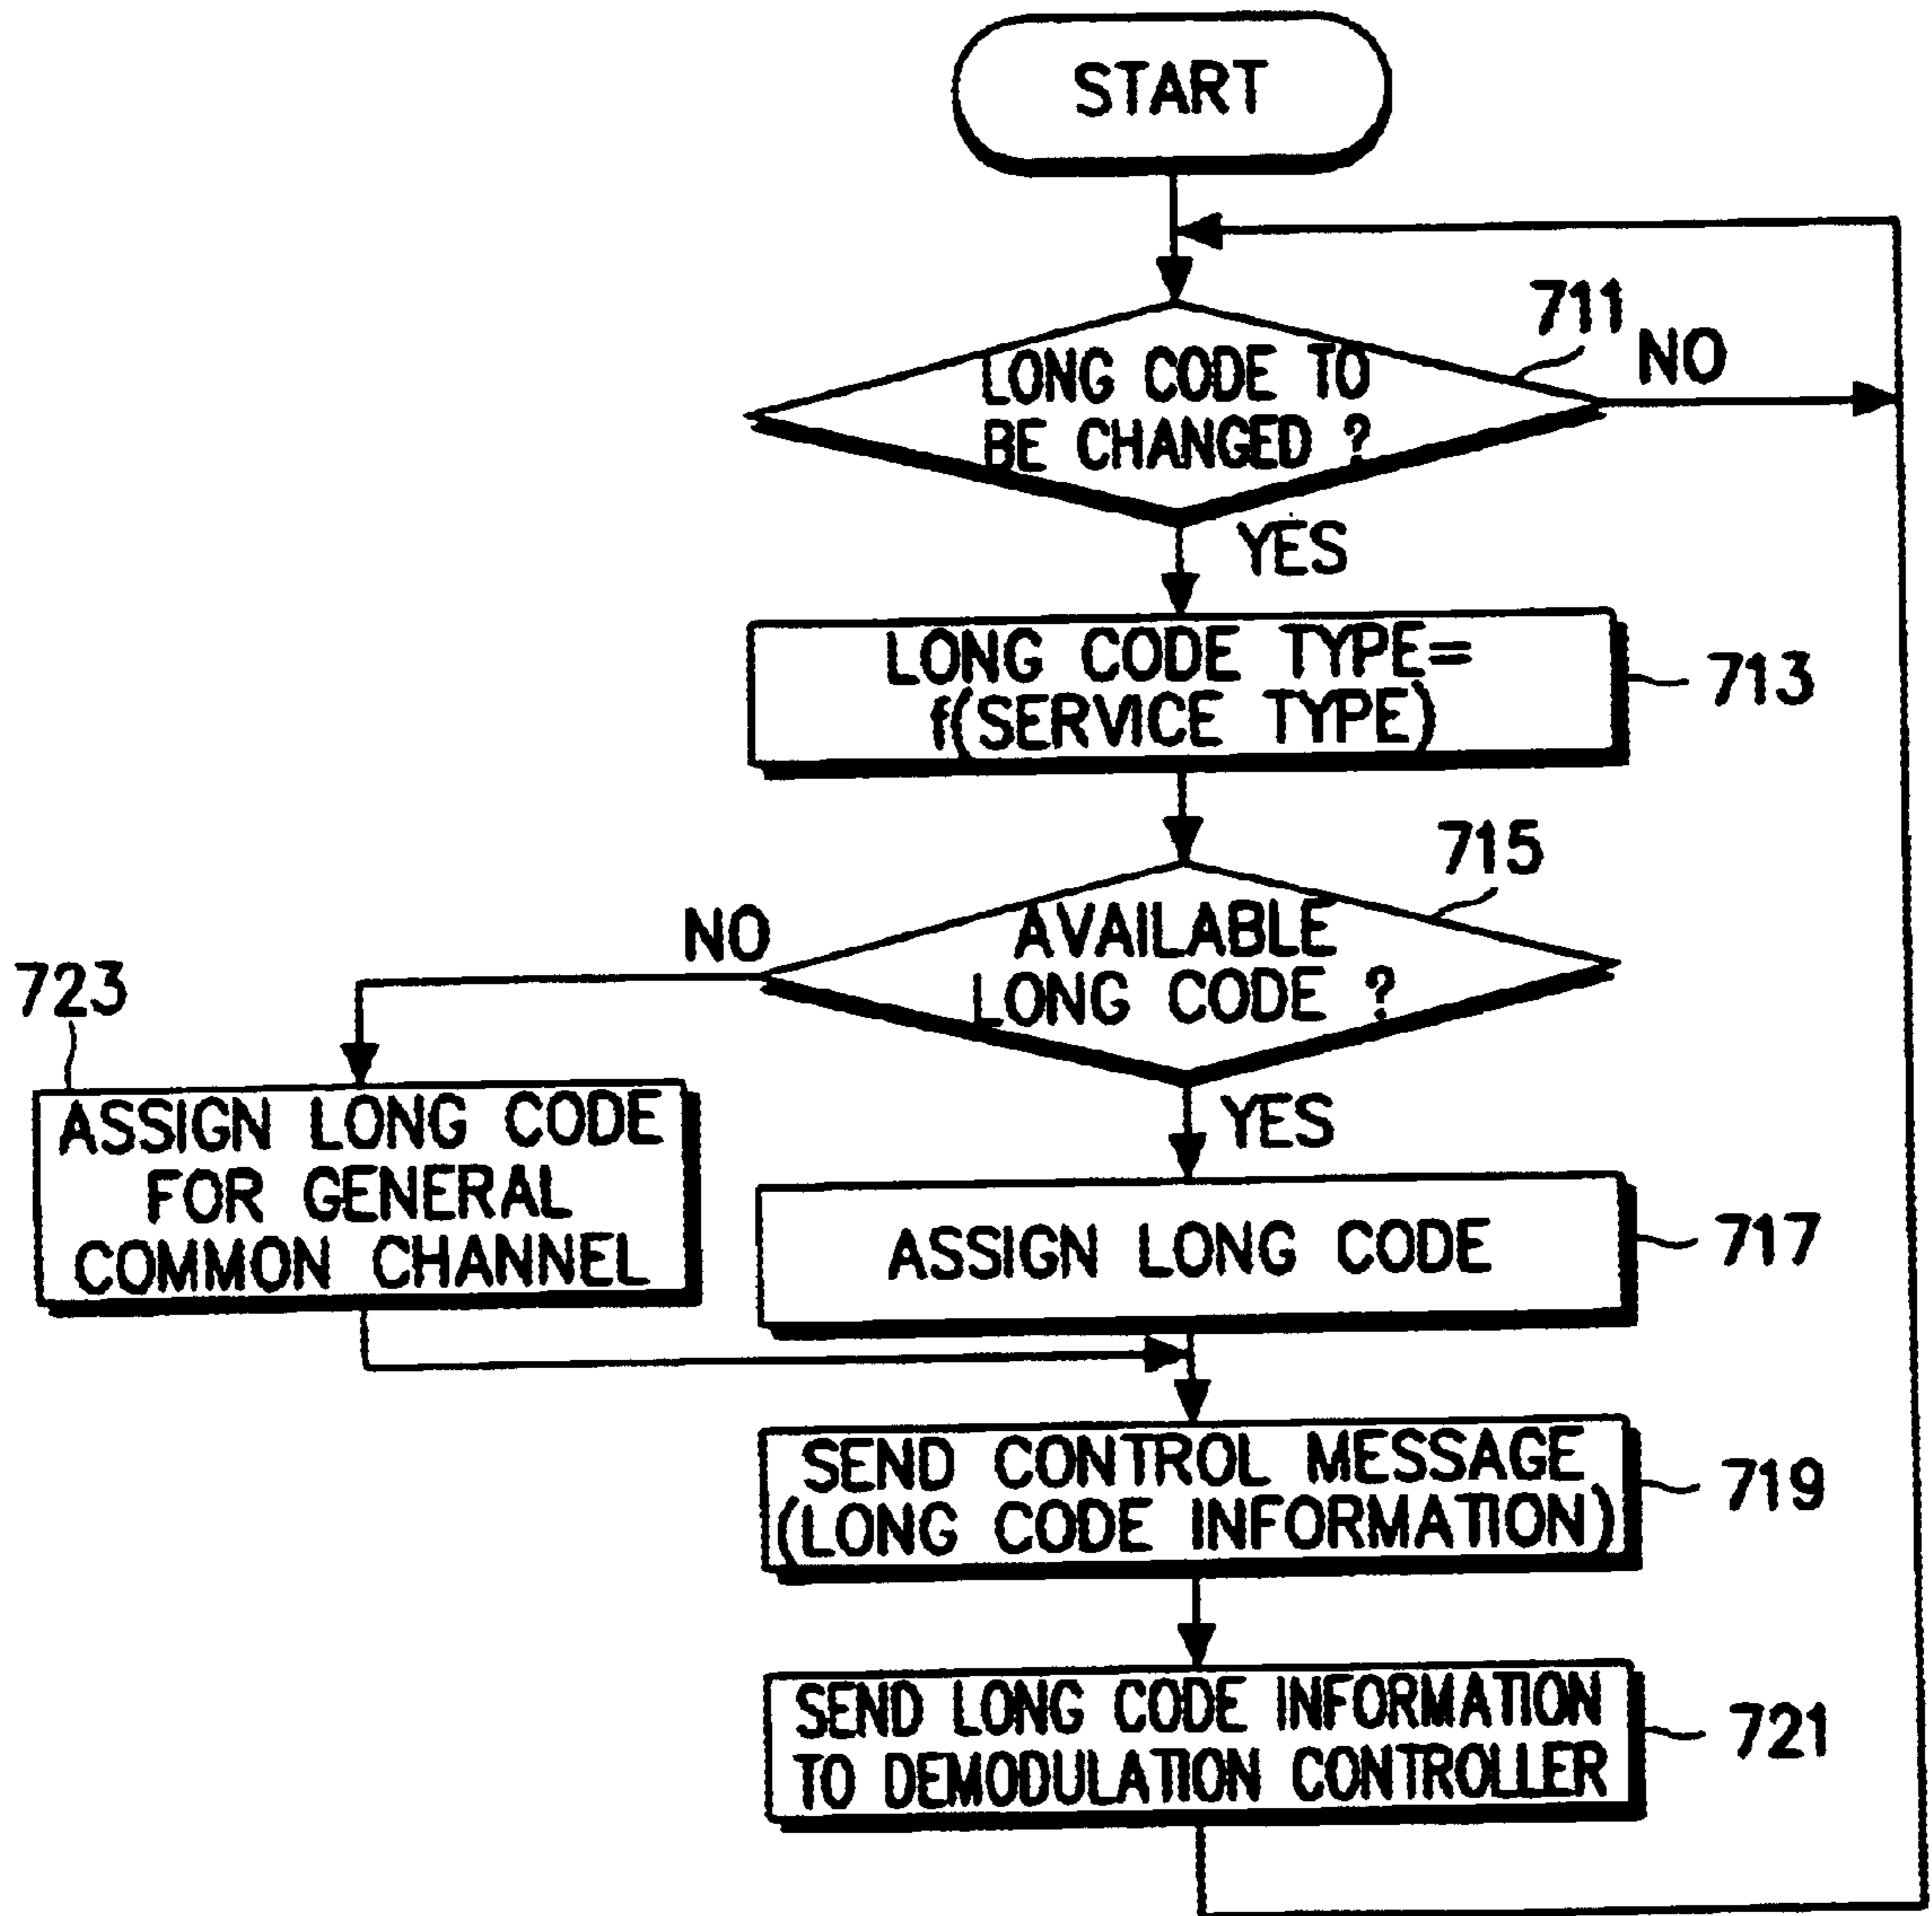 START
711
NO
LONG CODE TO
BE CHANGED ?
YES
LONG CODE TYPE=
f(SERVICE TYPE)
713
715
NO
AVAILABLE
LONG CODE ?
723
YES
ASSIGN LONG CODE
FOR GENERAL
COMMON CHANNEL
ASSIGN LONG CODE
717
SEND CONTROL MESSAGE
(LONG CODE INFORMATION)
719
SEND LONG CODE INFORMATION
TO DEMODULATION CONTROLLER
721